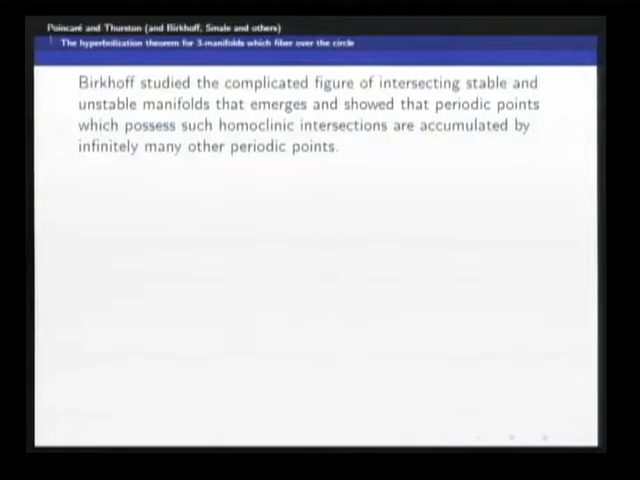 Poincaré and Thurston (and Birkhoff, Smale and others)
The hyperbolization theorem for 3-manifolds which fiber over the circle
Birkhoff studied the complicated figure of intersecting stable and
unstable manifolds that emerges and showed that periodic points
which possess such homoclinic intersections are accumulated by
infinitely many other periodic points.